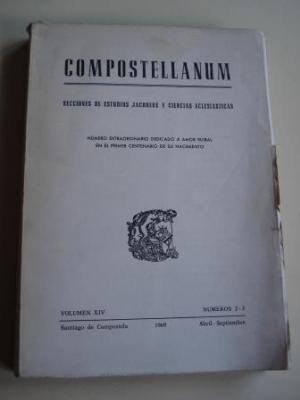 COMPOSTELLANUM
SECCIONES DE ESTUDIOS JACOBEOS Y CIENCIAS ECLESIASTICAS
NUMERO EXTRAORDINARIO DEDICADO A AMOR RUIBAL
EN EL PRIMER CENTENARIO DE SU NACIMIENTO
VOLUMEN XIV NUMEROS 2-3
Santiago de Compostela 1969 Abril-Septiembre